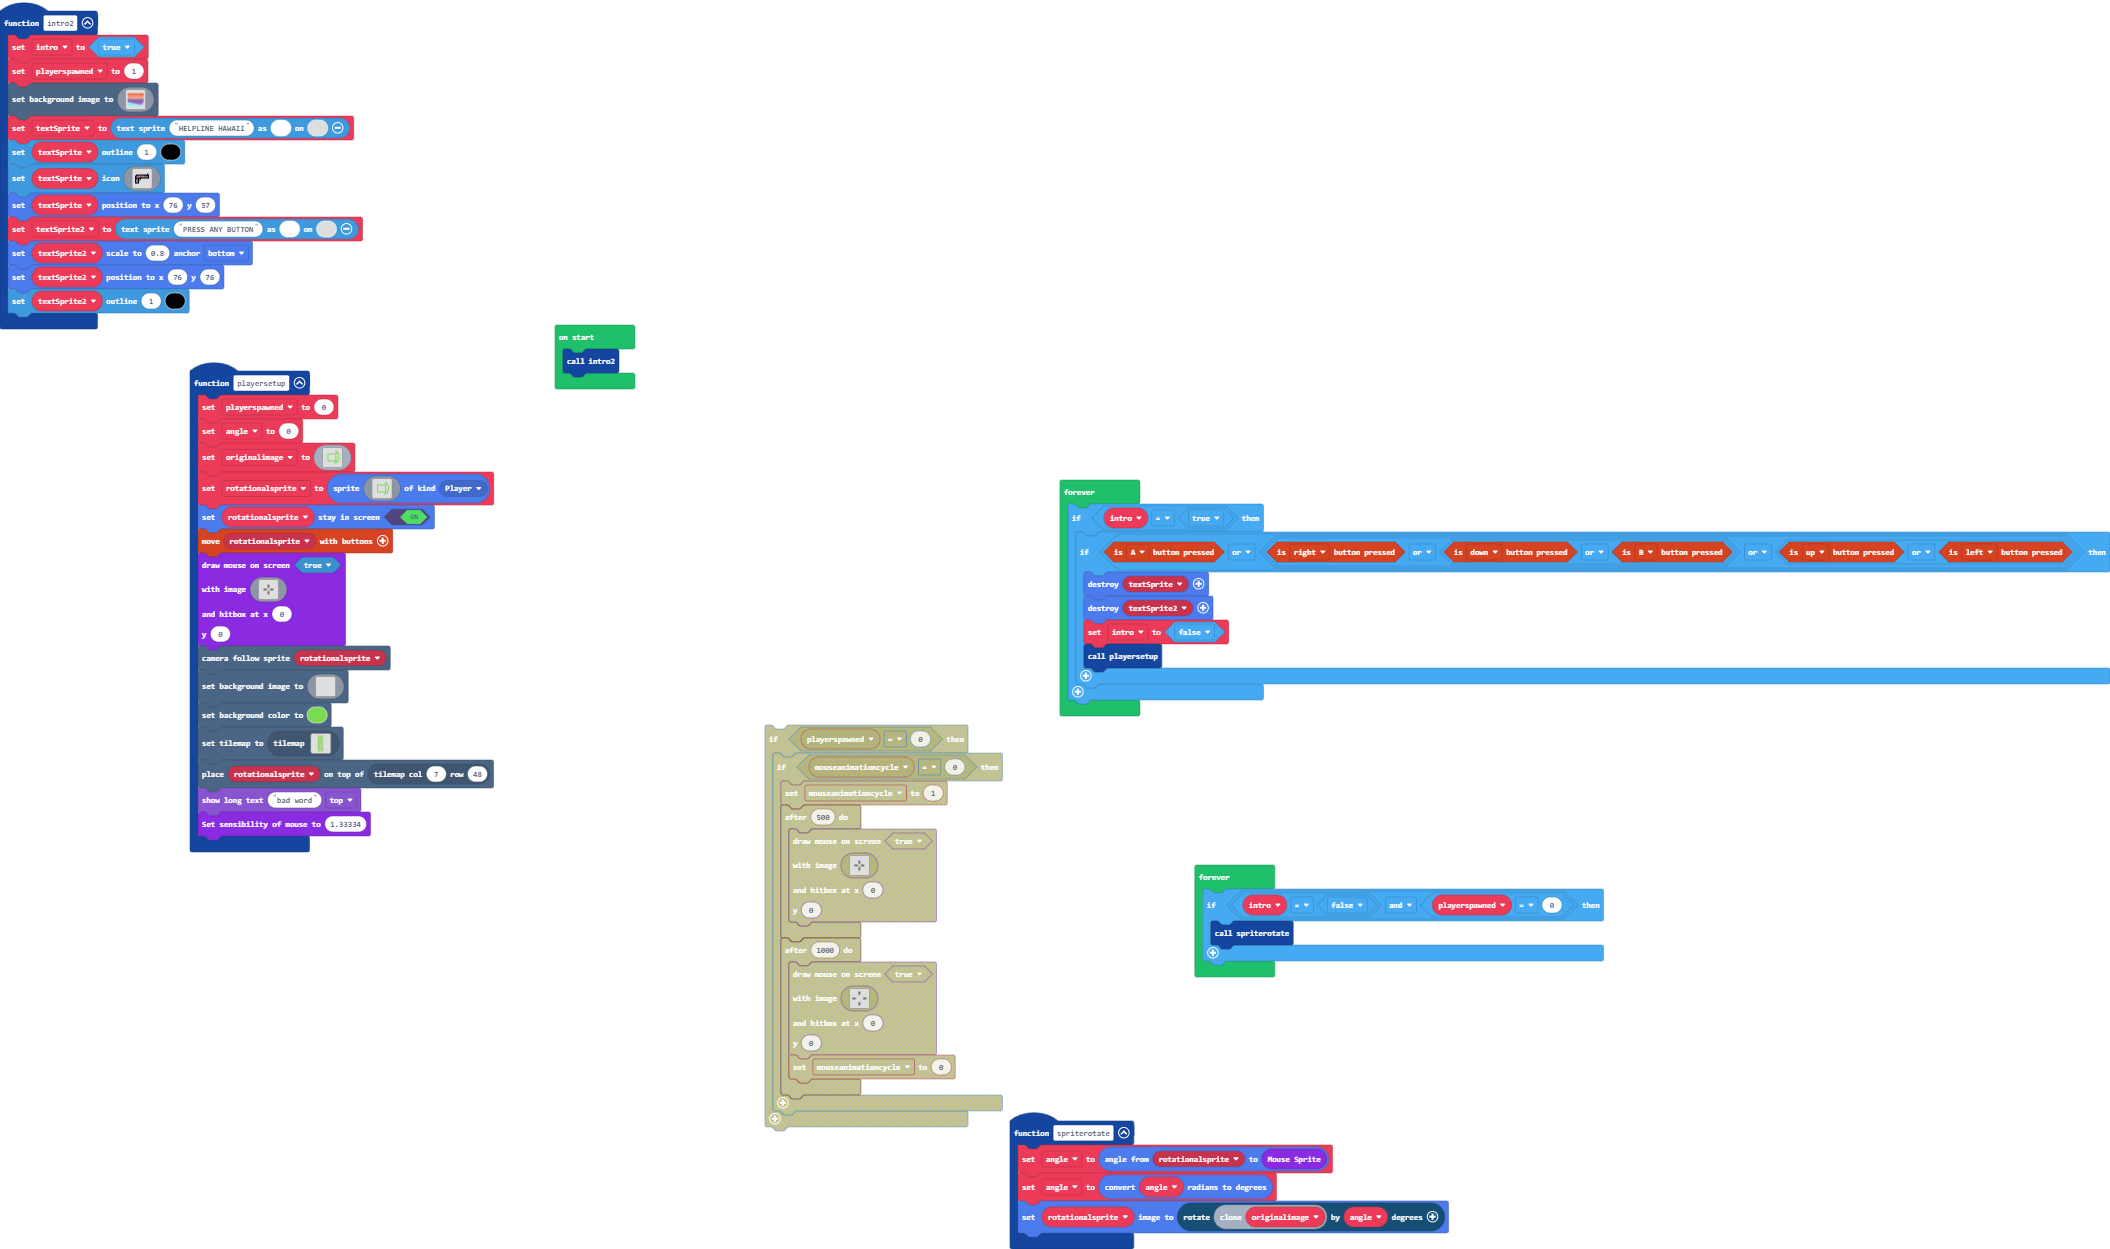 function intro2
set intro to true
set playerspawned to 1
set background image to
set textSprite to text sprite "HELPLINE HAWAII" as on
set textSprite outline 1
set textSprite icon
set textSprite position to x 76 y 57
set textSprite2 to text sprite "PRESS ANY BUTTON" as on
set textSprite2 scale to 0.8 anchor bottom
set textSprite2 position to x 76 y 76
set textSprite2 outline 1
on start
call intro2
function playersetup
set playerspawned to 0
set angle to 0
set originalimage to
set rotationalsprite to sprite of kind Player
set rotationalsprite stay in screen ON
move rotationalsprite with buttons
draw mouse on screen true
with image
and hitbox at x 0
y 0
camera follow sprite rotationalsprite
set background image to
set background color to
set tilemap to tilemap
place rotationalsprite on top of tilemap col 7 row 48
show long text "bad word" top
Set sensibility of mouse to 1.33334
forever
if intro = true then
if is A button pressed or is right button pressed or is down button pressed or is B button pressed or is up button pressed or is left button pressed then
destroy textSprite
destroy textSprite2
set intro to false
call playersetup
if playerspawned = 0 then
if mouseanimationcycle = 0 then
set mouseanimationcycle to 1
after 500 do
draw mouse on screen true
with image
and hitbox at x 0
y 0
after 1000 do
draw mouse on screen true
with image
and hitbox at x 0
y 0
set mouseanimationcycle to 0
forever
if intro = false and playerspawned = 0 then
call spriterotate
function spriterotate
set angle to angle from rotationalsprite to Mouse Sprite
set angle to convert angle radians to degrees
set rotationalsprite image to rotate clone originalimage by angle degrees